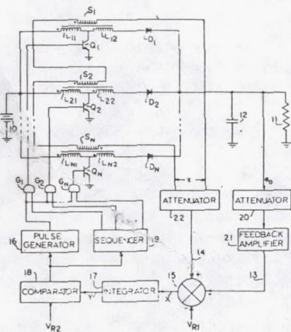 S1
L11
L12
D1
Q1
S2
L21
L22
D2
Q2
10
12
11
SN
LN1
LN2
DN
QN
G1
G2
GN
x
ATTENUATOR
22
ATTENUATOR
20
PULSE
GENERATOR
16
SEQUENCER
19
14
FEEDBACK
AMPLIFIER
21
18
COMPARATOR
17
INTEGRATOR
Y
X
15
13
VR2
VR1